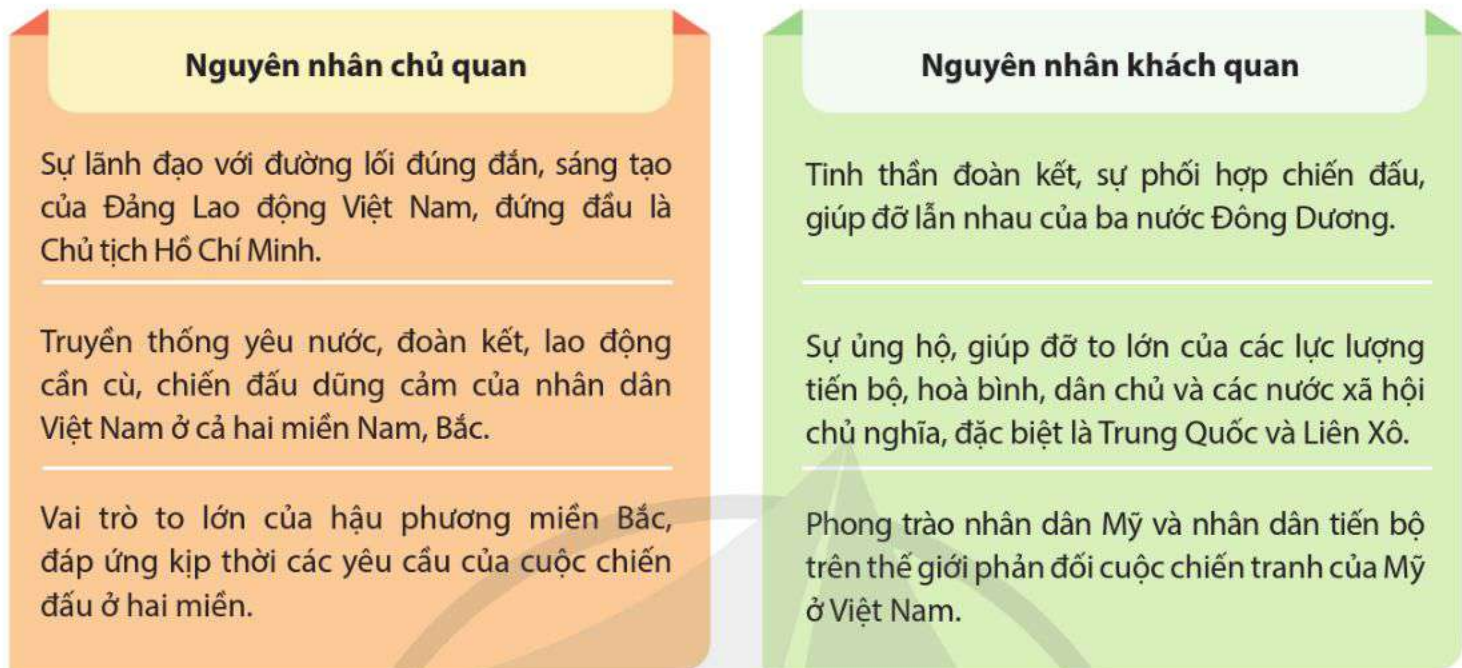 Nguyên nhân chủ quan
Sự lãnh đạo với đường lối đúng đắn, sáng tạo
của Đảng Lao động Việt Nam, đứng đầu là
Chủ tịch Hồ Chí Minh.
Truyền thống yêu nước, đoàn kết, lao động
cần cù, chiến đấu dũng cảm của nhân dân
Việt Nam ở cả hai miền Nam, Bắc.
Vai trò to lớn của hậu phương miền Bắc,
đáp ứng kịp thời các yêu cầu của cuộc chiến
đấu ở hai miền.
Nguyên nhân khách quan
Tinh thần đoàn kết, sự phối hợp chiến đấu,
giúp đỡ lẫn nhau của ba nước Đông Dương.
Sự ủng hộ, giúp đỡ to lớn của các lực lượng
tiến bộ, hoà bình, dân chủ và các nước xã hội
chủ nghĩa, đặc biệt là Trung Quốc và Liên Xô.
Phong trào nhân dân Mỹ và nhân dân tiến bộ
trên thế giới phản đối cuộc chiến tranh của Mỹ
ở Việt Nam.